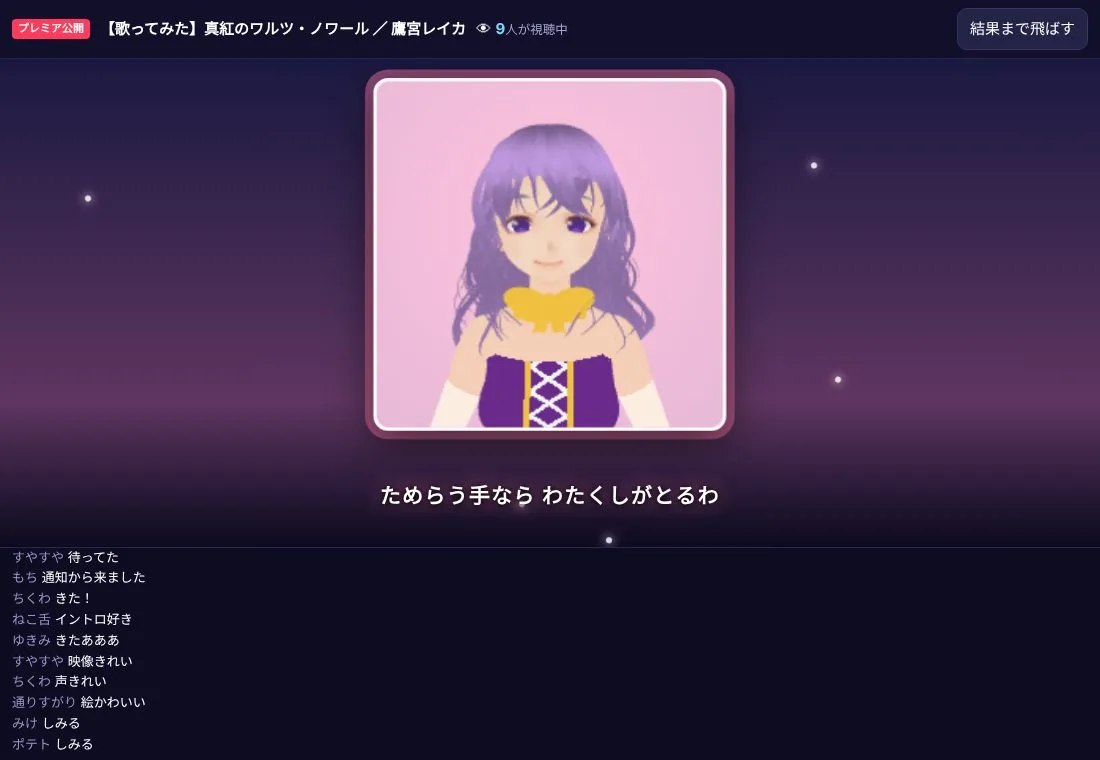 プレミア公開 【歌ってみた】真紅のワルツ・ノワール ／ 鷹宮レイカ 9人が視聴中 結果まで飛ばす
ためらう手なら わたくしがとるわ
すやすや 待ってた
もち 通知から来ました
ちくわ きた！
ねこ舌 イントロ好き
ゆきみ きたあああ
すやすや 映像きれい
ちくわ 声きれい
通りすがり 絵かわいい
みけ しみる
ポテト しみる